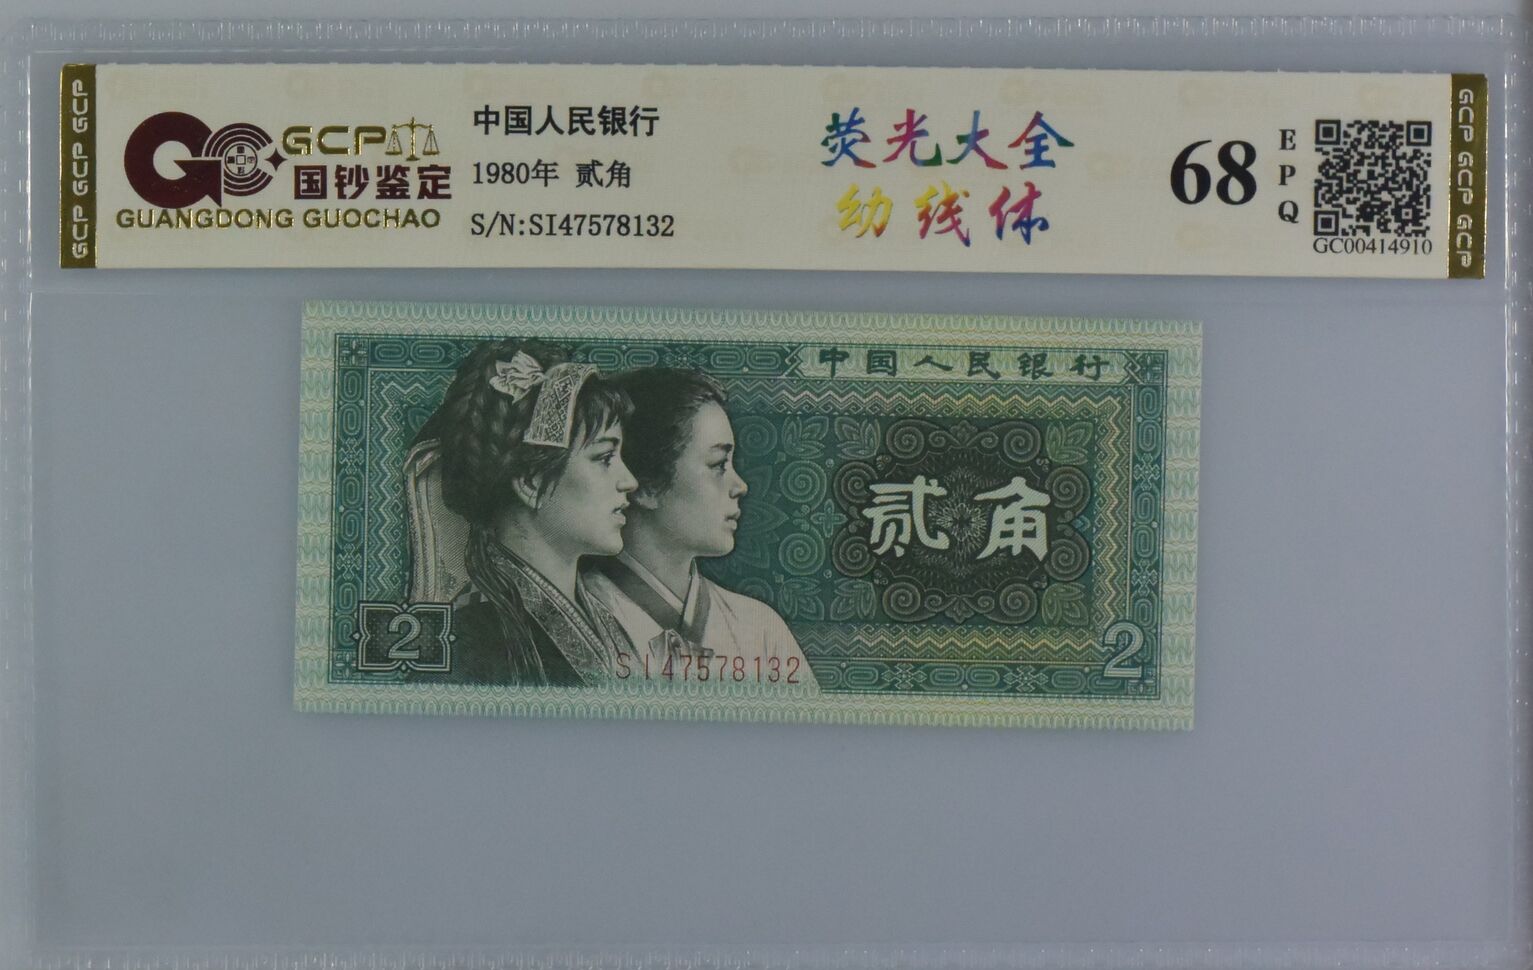 GCP GCP GCP
GCP
国钞鉴定
GUANGDONG GUOCHAO
中国人民银行
1980年 贰角
S/N:SI47578132
荧光大全
幼线体
68
EPQ
GC00414910
GCP GCP GCP
中国人民银行
贰角
2
2
SI47578132